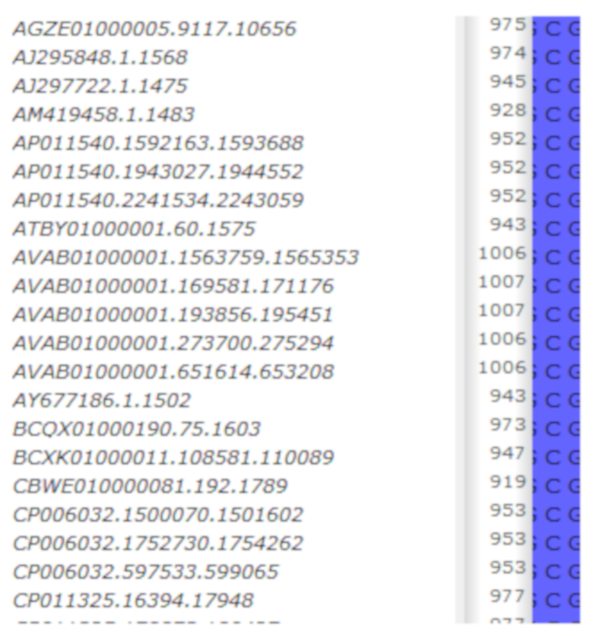 AGZE01000005.9117.10656 975 C G
AJ295848.1.1568 974 C G
AJ297722.1.1475 945 C G
AM419458.1.1483 928 C G
AP011540.1592163.1593688 952 C G
AP011540.1943027.1944552 952 C G
AP011540.2241534.2243059 952 C G
ATBY01000001.60.1575 943 C G
AVAB01000001.1563759.1565353 1006 C G
AVAB01000001.169581.171176 1007 C G
AVAB01000001.193856.195451 1007 C G
AVAB01000001.273700.275294 1006 C G
AVAB01000001.651614.653208 1006 C G
AY677186.1.1502 943 C G
BCQX01000190.75.1603 973 C G
BCXK01000011.108581.110089 947 C G
CBWE010000081.192.1789 919 C G
CP006032.1500070.1501602 953 C G
CP006032.1752730.1754262 953 C G
CP006032.597533.599065 953 C G
CP011325.16394.17948 977 C G